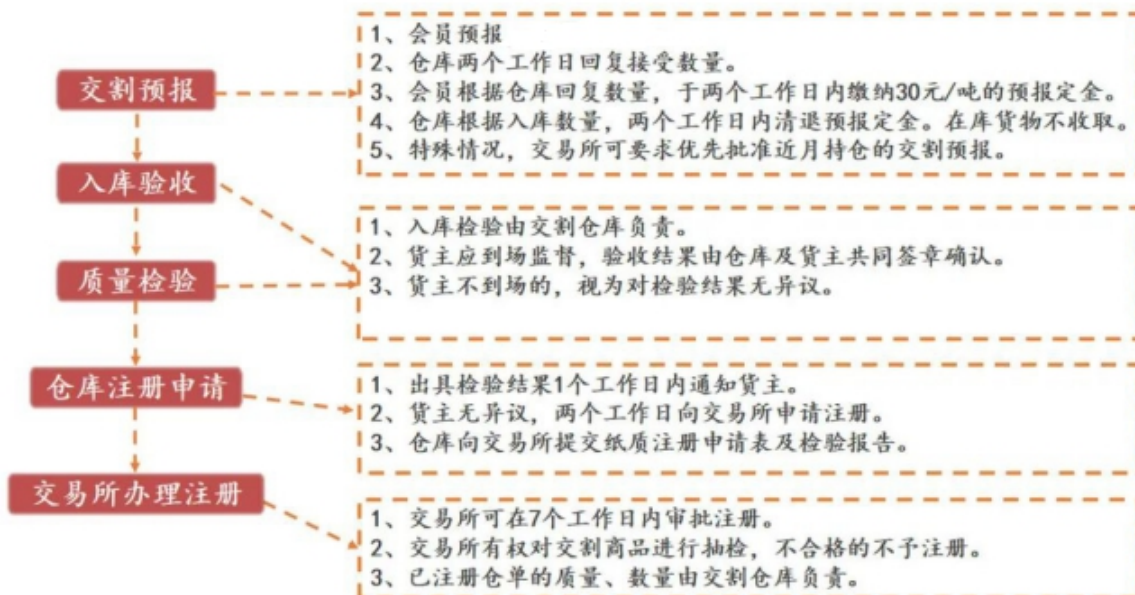 交割预报
1、会员预报
2、仓库两个工作日回复接受数量。
3、会员根据仓库回复数量，于两个工作日内缴纳30元/吨的预报定金。
4、仓库根据入库数量，两个工作日内清退预报定金。在库货物不收取。
5、特殊情况，交易所可要求优先批准近月持仓的交割预报。
入库验收
质量检验
1、入库检验由交割仓库负责。
2、货主应到场监督，验收结果由仓库及货主共同签章确认。
3、货主不到场的，视为对检验结果无异议。
仓库注册申请
1、出具检验结果1个工作日内通知货主。
2、货主无异议，两个工作日向交易所申请注册。
3、仓库向交易所提交纸质注册申请表及检验报告。
交易所办理注册
1、交易所可在7个工作日内审批注册。
2、交易所有权对交割商品进行抽检，不合格的不予注册。
3、已注册仓单的质量、数量由交割仓库负责。